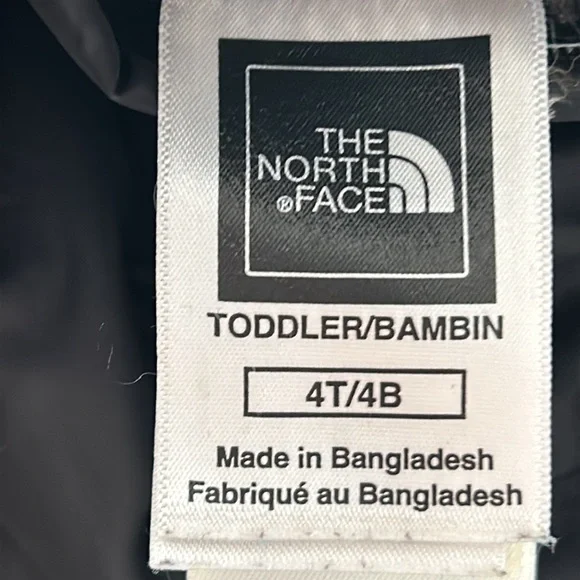 THE
NORTH
®FACE
TODDLER/BAMBIN
4T/4B
Made in Bangladesh
Fabriqué au Bangladesh